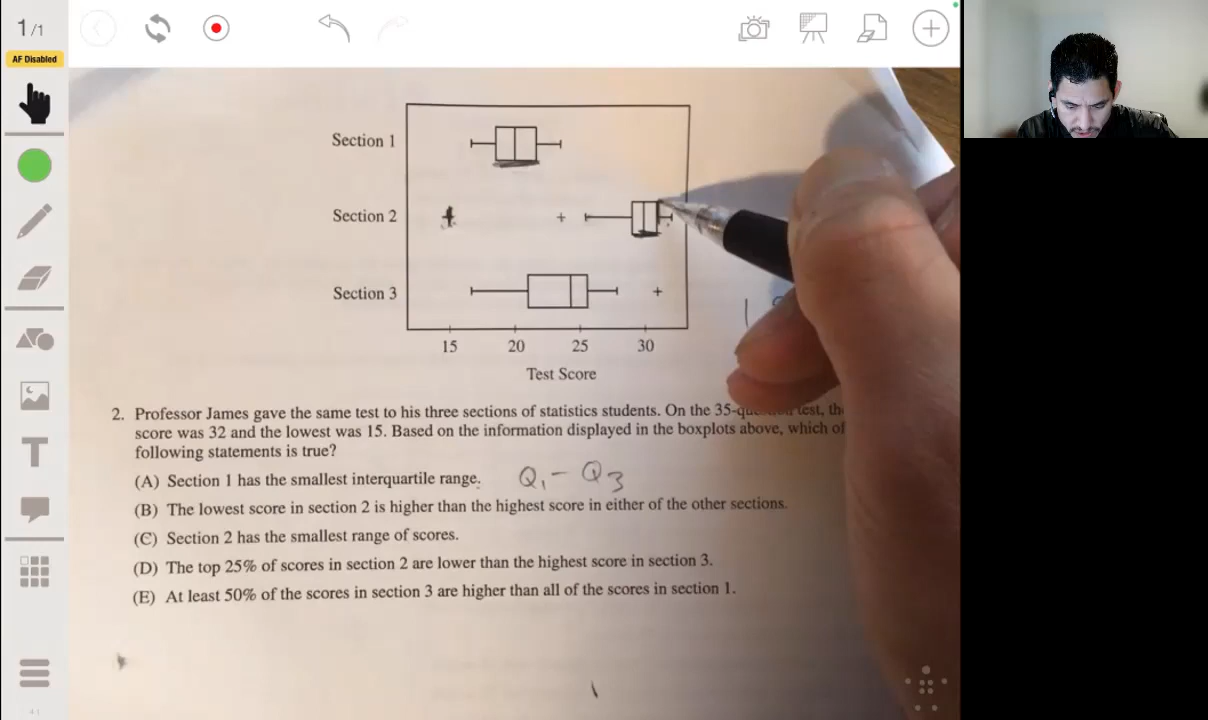 1/1
AF Disabled
Section 1
Section 2
Section 3
15 20 25 30
Test Score
2. Professor James gave the same test to his three sections of statistics students. On the 35- test,
score was 32 and the lowest was 15. Based on the information displayed in the boxplots above, which
following statements is true?
(A) Section 1 has the smallest interquartile range. Q1 - Q3
(B) The lowest score in section 2 is higher than the highest score in either of the other sections.
(C) Section 2 has the smallest range of scores.
(D) The top 25% of scores in section 2 are lower than the highest score in section 3.
(E) At least 50% of the scores in section 3 are higher than all of the scores in section 1.
T